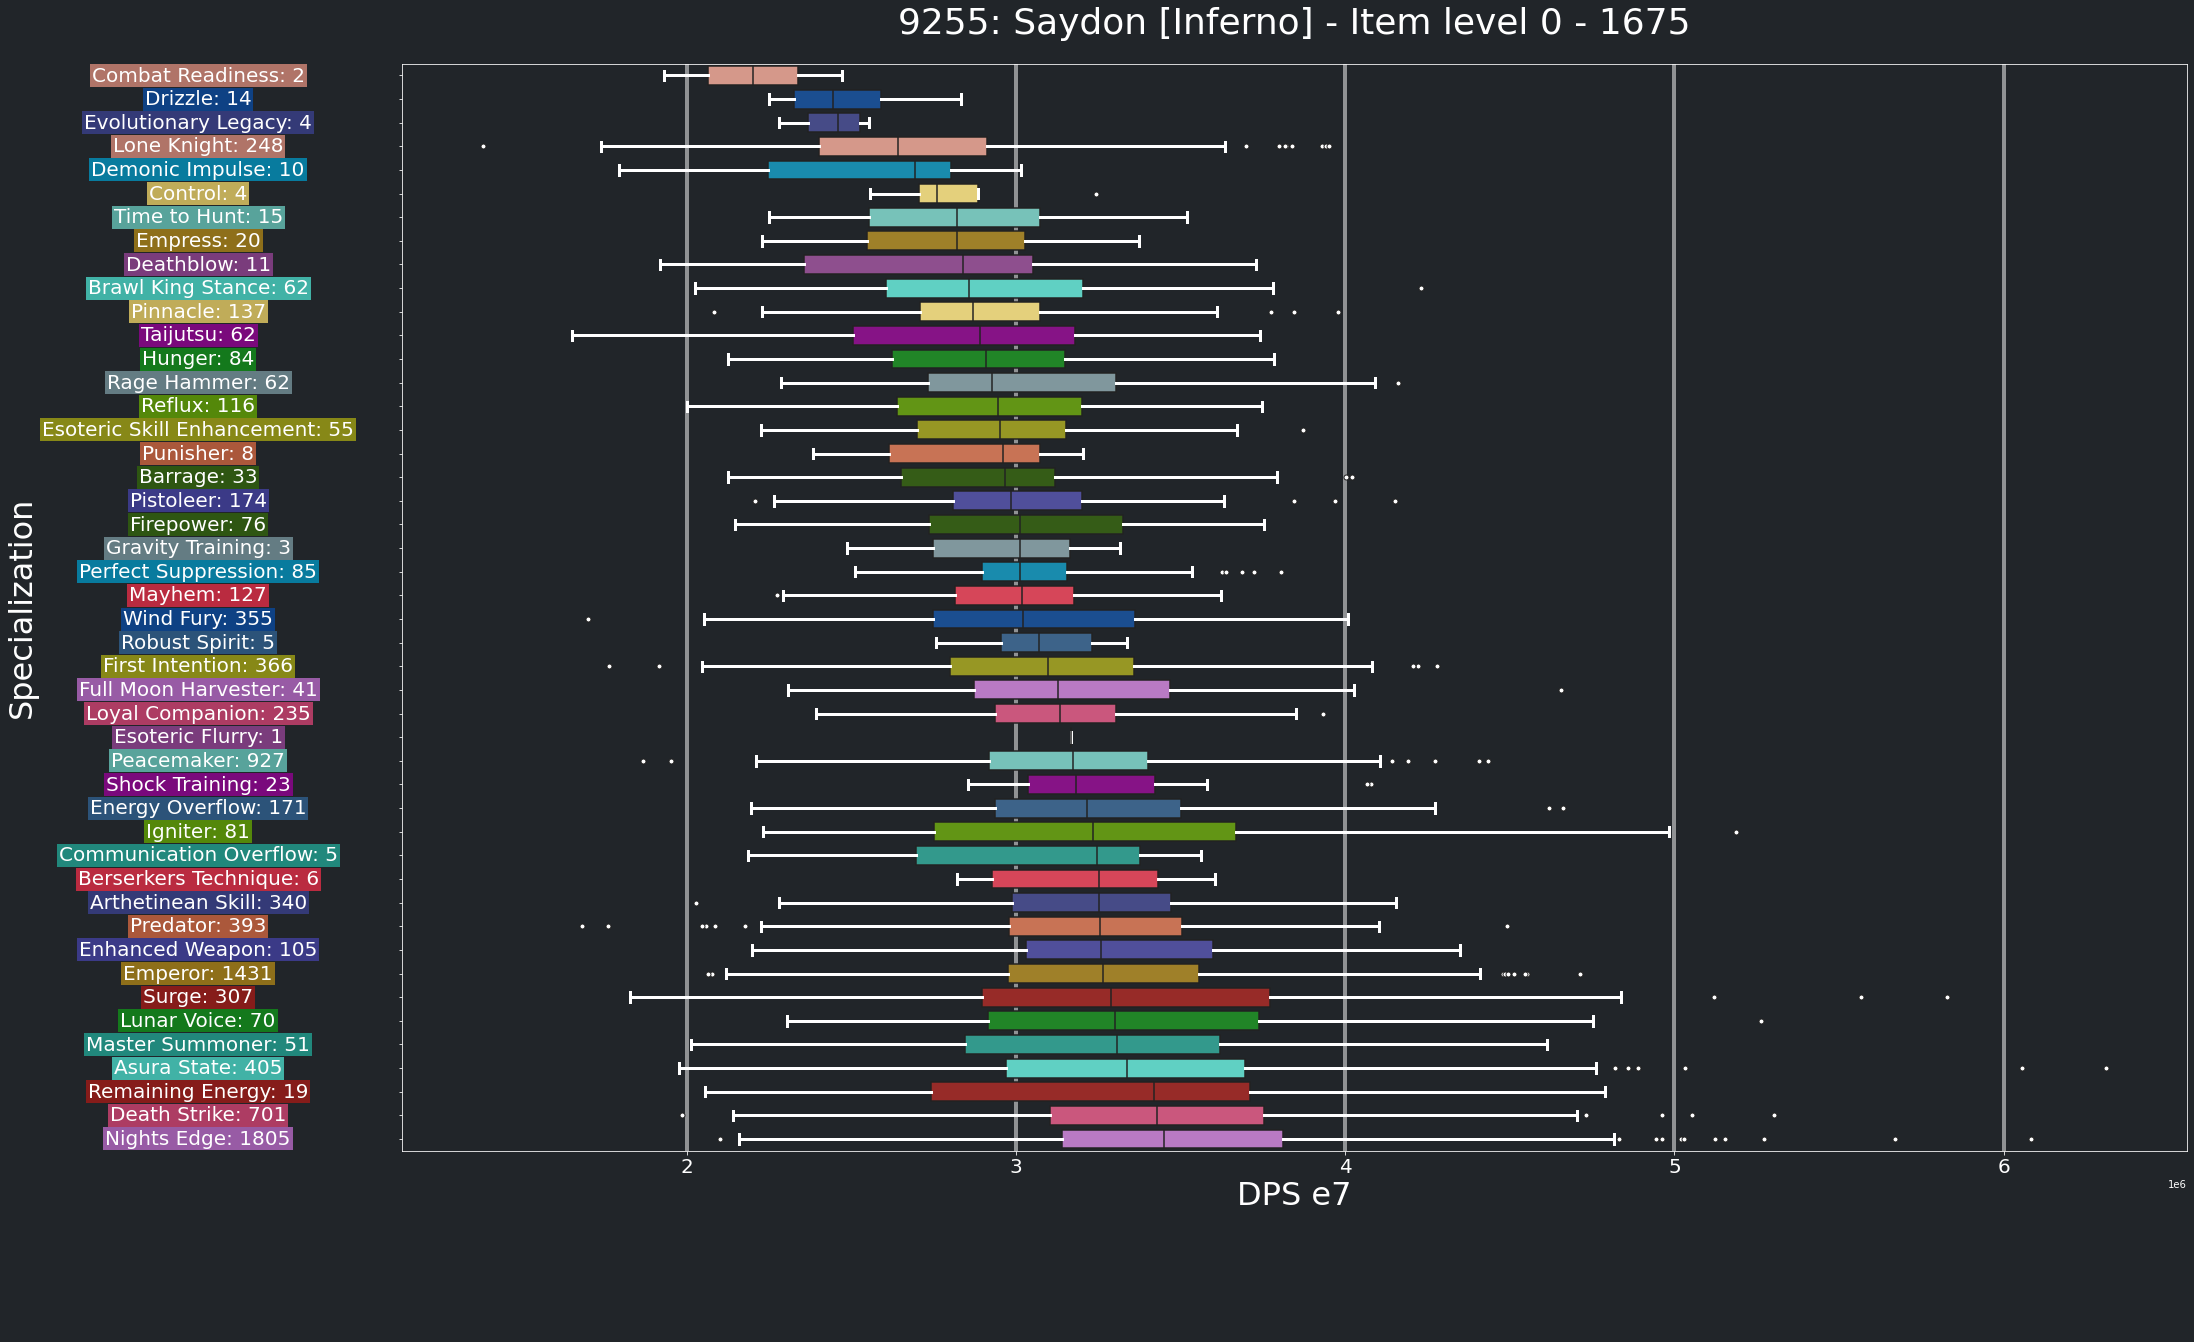 9255: Saydon [Inferno] - Item level 0 - 1675
Specialization
Combat Readiness: 2
Drizzle: 14
Evolutionary Legacy: 4
Lone Knight: 248
Demonic Impulse: 10
Control: 4
Time to Hunt: 15
Empress: 20
Deathblow: 11
Brawl King Stance: 62
Pinnacle: 137
Taijutsu: 62
Hunger: 84
Rage Hammer: 62
Reflux: 116
Esoteric Skill Enhancement: 55
Punisher: 8
Barrage: 33
Pistoleer: 174
Firepower: 76
Gravity Training: 3
Perfect Suppression: 85
Mayhem: 127
Wind Fury: 355
Robust Spirit: 5
First Intention: 366
Full Moon Harvester: 41
Loyal Companion: 235
Esoteric Flurry: 1
Peacemaker: 927
Shock Training: 23
Energy Overflow: 171
Igniter: 81
Communication Overflow: 5
Berserkers Technique: 6
Arthetinean Skill: 340
Predator: 393
Enhanced Weapon: 105
Emperor: 1431
Surge: 307
Lunar Voice: 70
Master Summoner: 51
Asura State: 405
Remaining Energy: 19
Death Strike: 701
Nights Edge: 1805
2 3 4 5 6
1e6
DPS e7